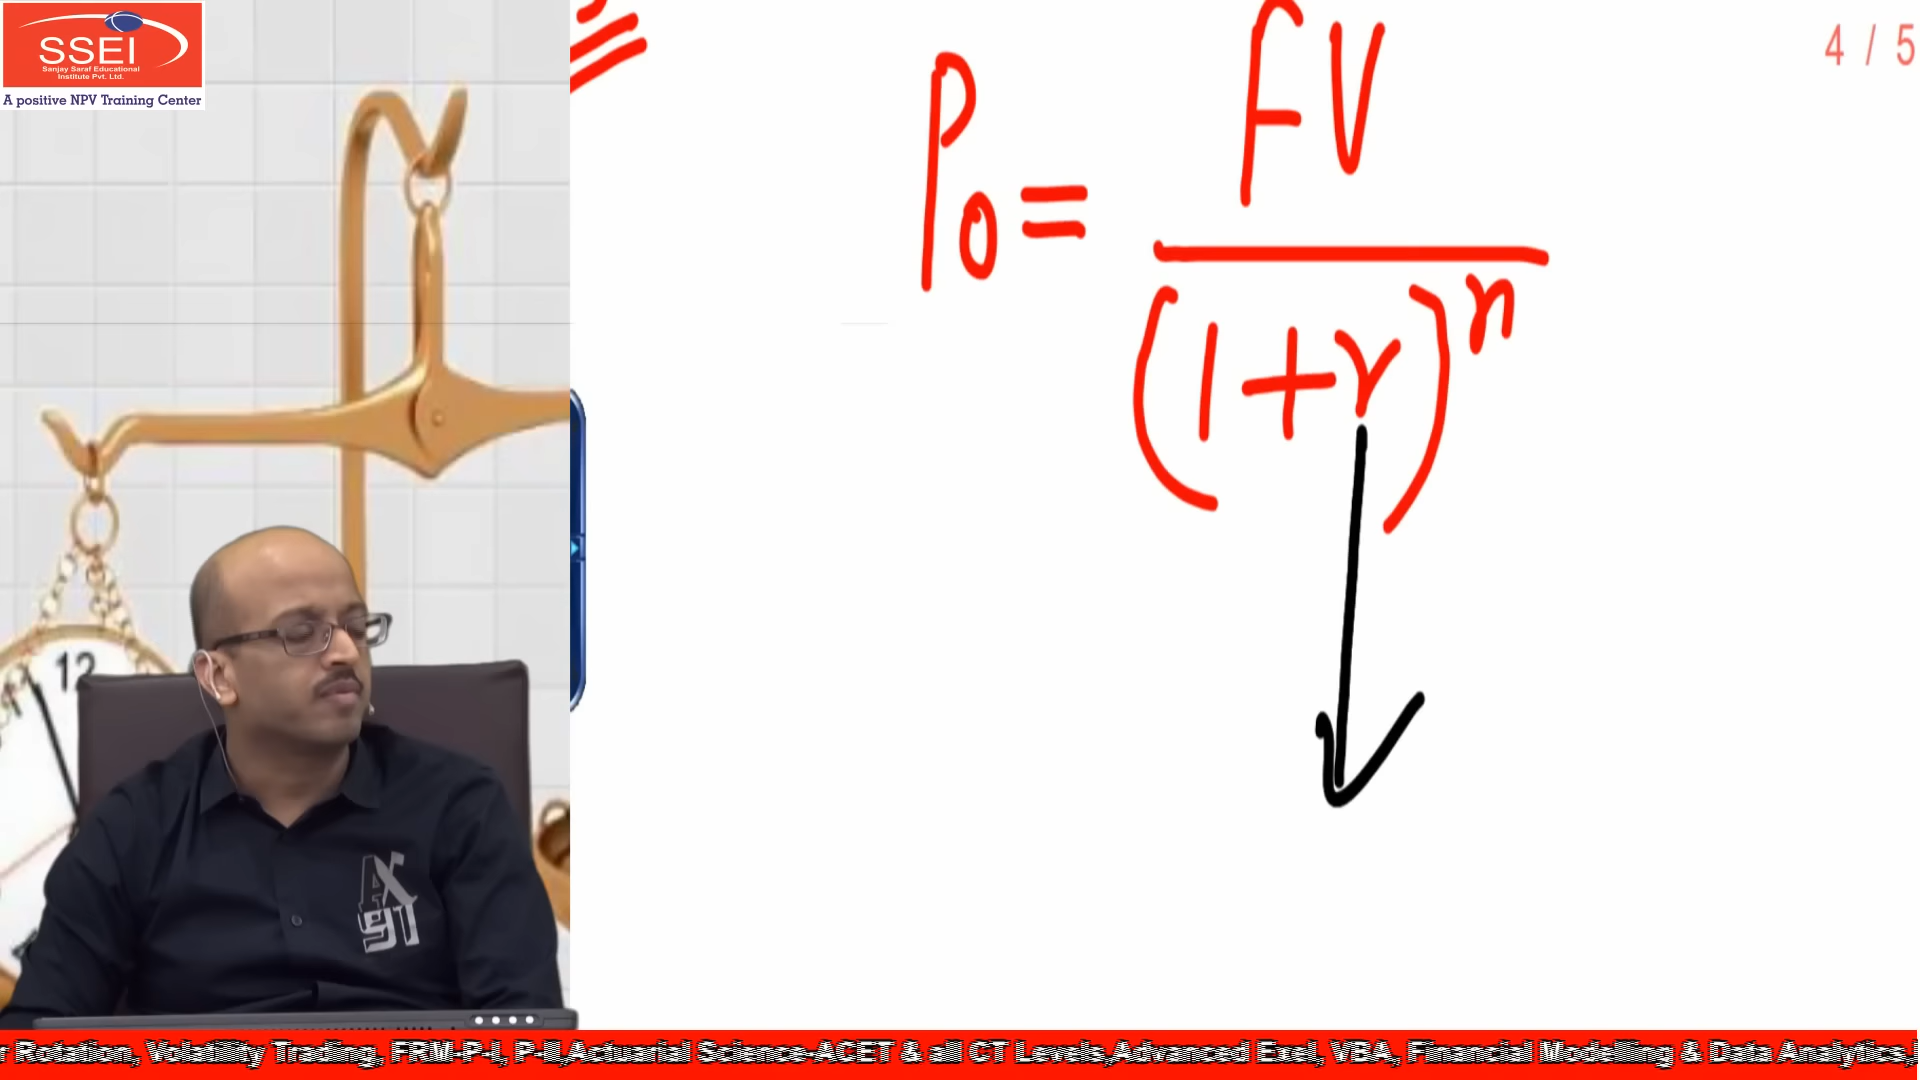 SSEI
Sanjay Saraf Educational
Institute Pvt. Ltd.
A positive NPV Training Center
4 / 5
P₀ = FV
(1+r)ⁿ
12
r Rotation, Volatility Trading, FRM-P-I, P-II,Actuarial Science-ACET & all CT Levels,Advanced Exel, VBA, Financial Modelling & Data Analytics,